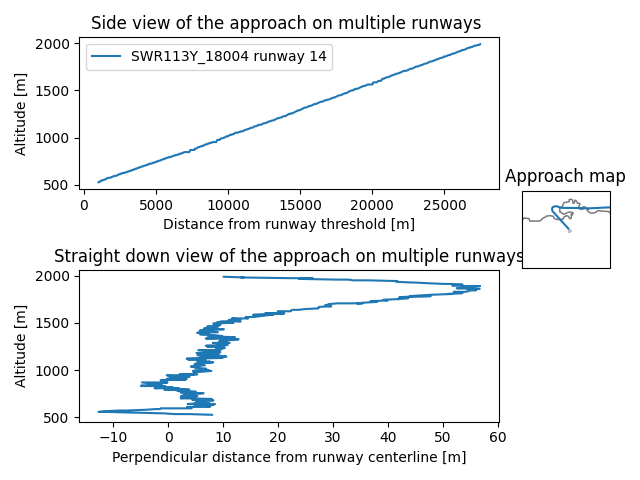 Side view of the approach on multiple runways
2000
1500
1000
500
Altitude [m]
SWR113Y_18004 runway 14
0 5000 10000 15000 20000 25000
Distance from runway threshold [m]
Approach map
Straight down view of the approach on multiple runways
2000
1500
1000
500
Altitude [m]
−10 0 10 20 30 40 50 60
Perpendicular distance from runway centerline [m]